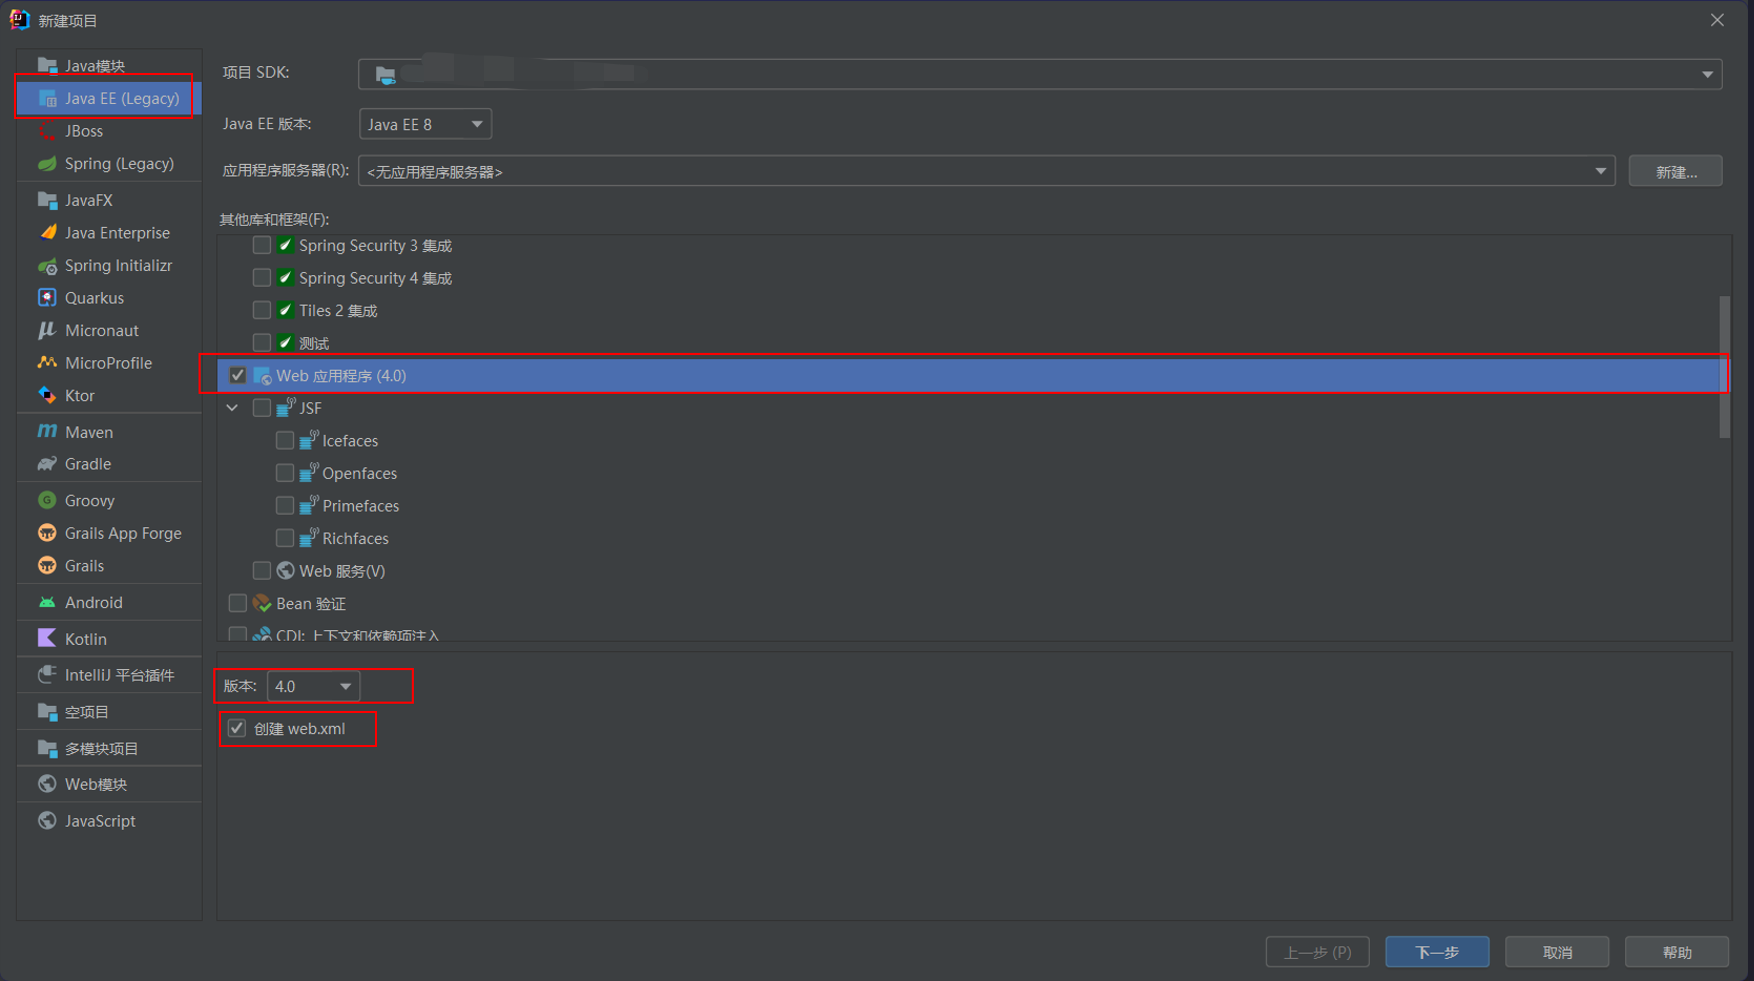 新建项目
Java模块
Java EE (Legacy)
JBoss
Spring (Legacy)
JavaFX
Java Enterprise
Spring Initializr
Quarkus
Micronaut
MicroProfile
Ktor
Maven
Gradle
Groovy
Grails App Forge
Grails
Android
Kotlin
IntelliJ 平台插件
空项目
多模块项目
Web模块
JavaScript
项目 SDK:
Java EE 版本: Java EE 8
应用程序服务器(R): <无应用程序服务器> 新建...
其他库和框架(F):
Spring Security 3 集成
Spring Security 4 集成
Tiles 2 集成
测试
Web 应用程序 (4.0)
JSF
Icefaces
Openfaces
Primefaces
Richfaces
Web 服务(V)
Bean 验证
CDI: 上下文和依赖项注入
版本: 4.0
创建 web.xml
上一步 (P) 下一步 取消 帮助